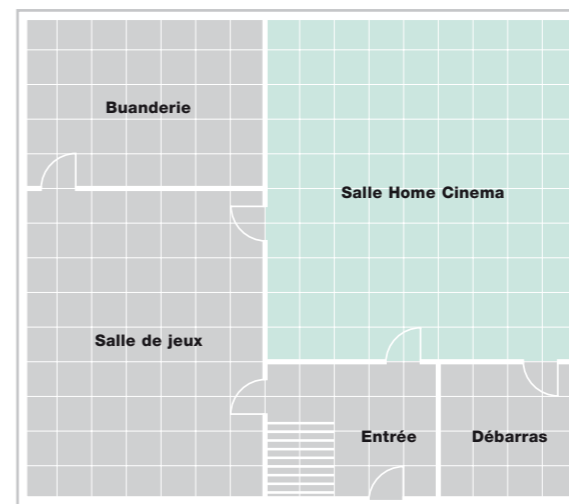 Buanderie
Salle Home Cinema
Salle de jeux
Entrée
Débarras